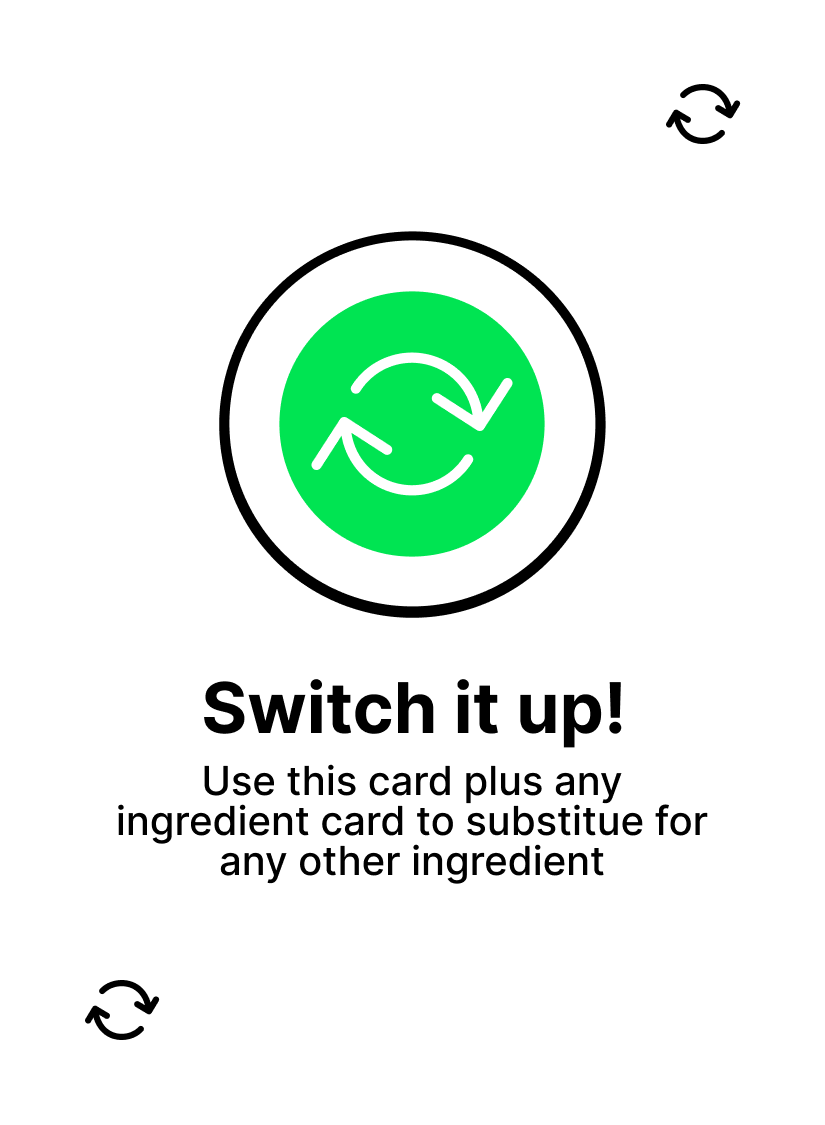 Switch it up!
Use this card plus any
ingredient card to substitue for
any other ingredient